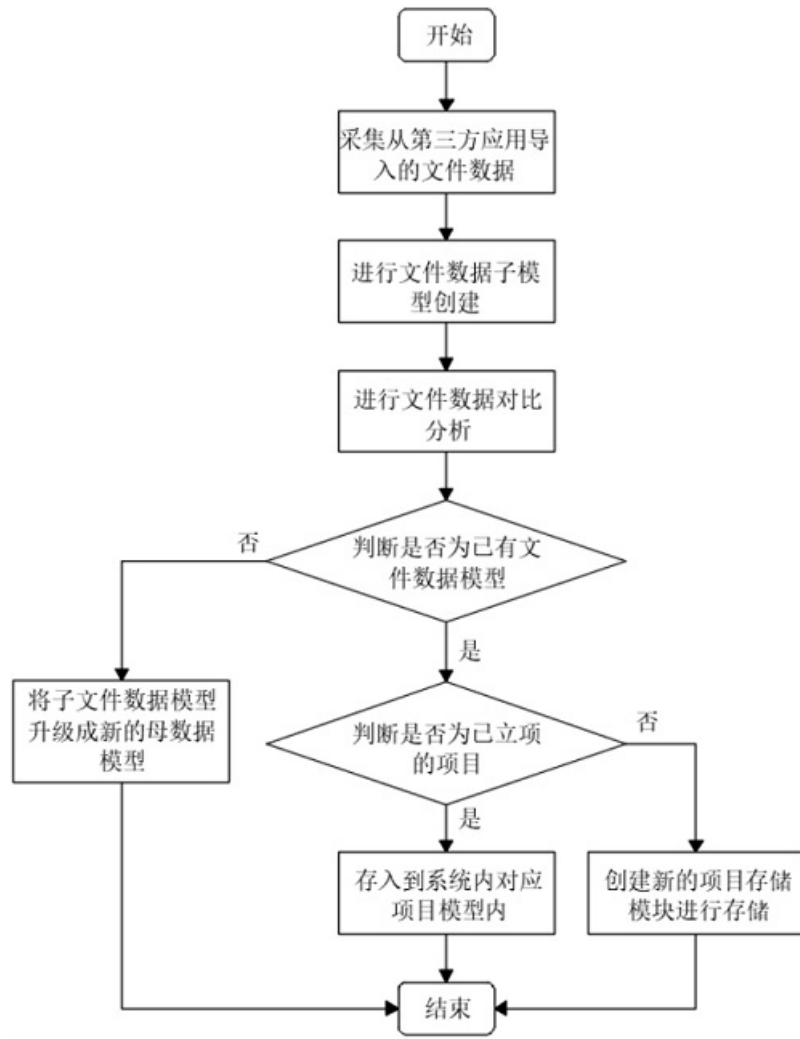 开始
采集从第三方应用导
入的文件数据
进行文件数据子模
型创建
进行文件数据对比
分析
否
判断是否为已有文
件数据模型
是
将子文件数据模型
升级成新的母数据
模型
判断是否为已立项
的项目
否
是
存入到系统内对应
项目模型内
创建新的项目存储
模块进行存储
结束